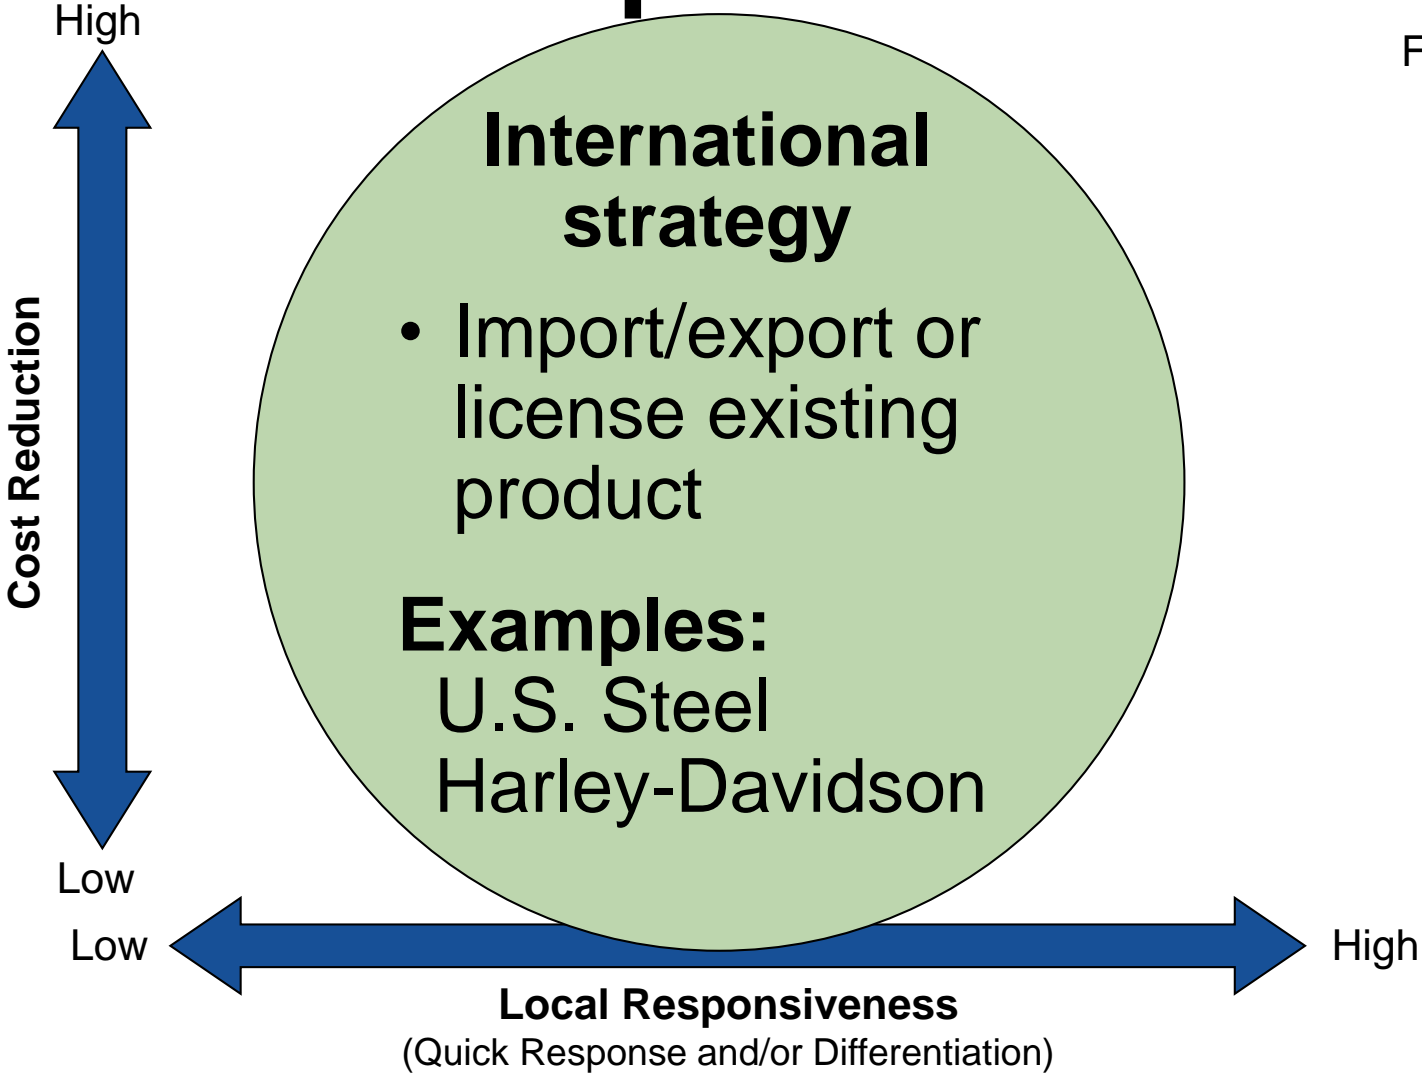 High
International
strategy
• Import/export or
license existing
product
Examples:
U.S. Steel
Harley-Davidson
Cost Reduction
Low
Low
High
Local Responsiveness
(Quick Response and/or Differentiation)